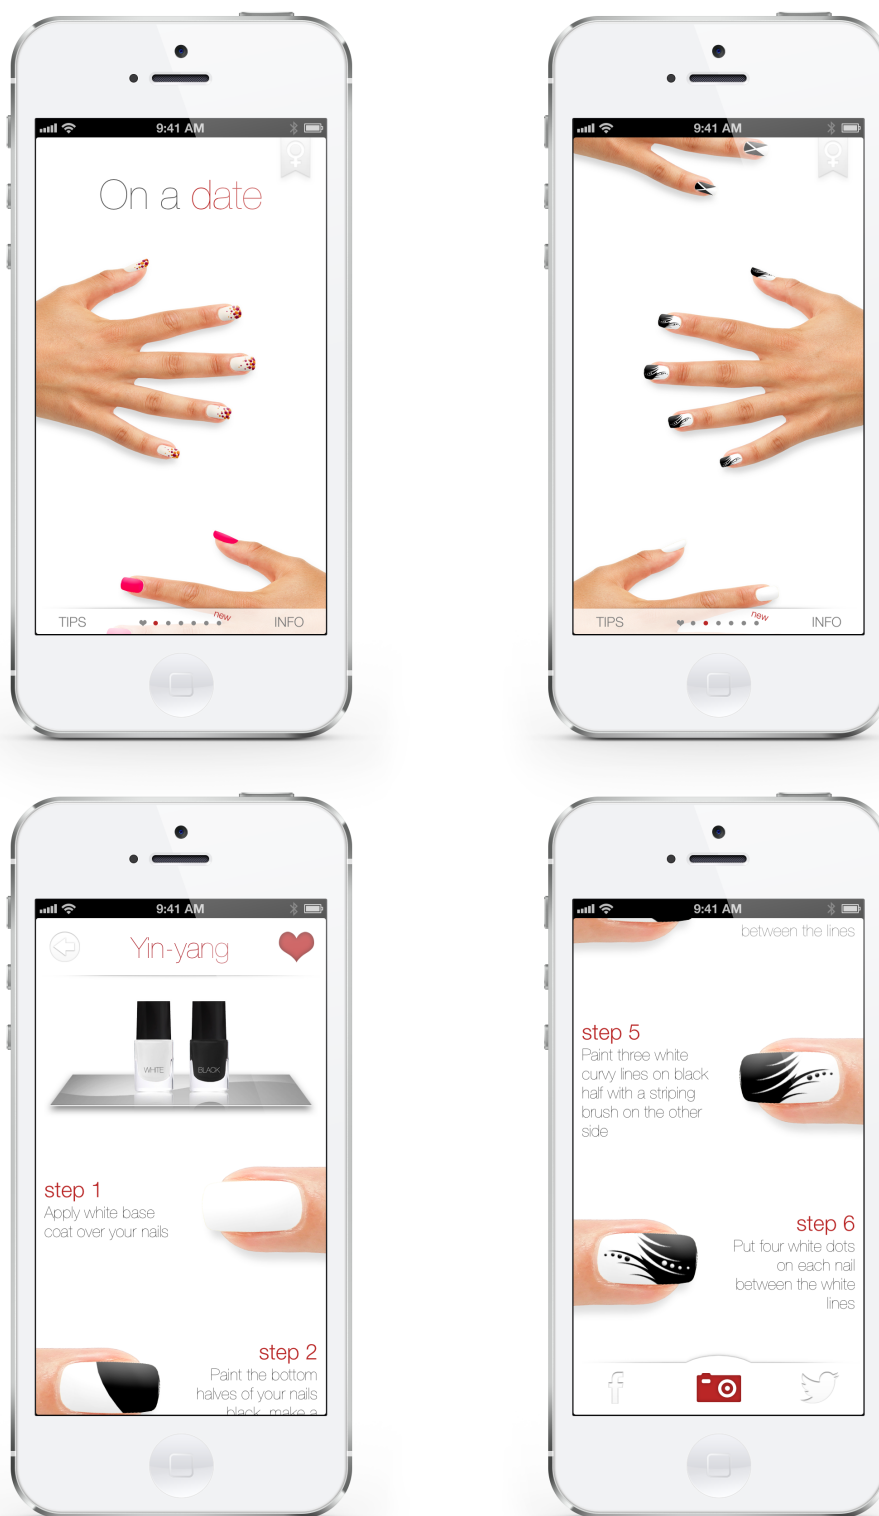 9:41 AM
On a date
TIPS
new
INFO
9:41 AM
TIPS
new
INFO
9:41 AM
Yin-yang
WHITE
BLACK
step 1
Apply white base
coat over your nails
step 2
Paint the bottom
halves of your nails
black, make a
9:41 AM
between the lines
step 5
Paint three white
curvy lines on black
half with a striping
brush on the other
side
step 6
Put four white dots
on each nail
between the white
lines